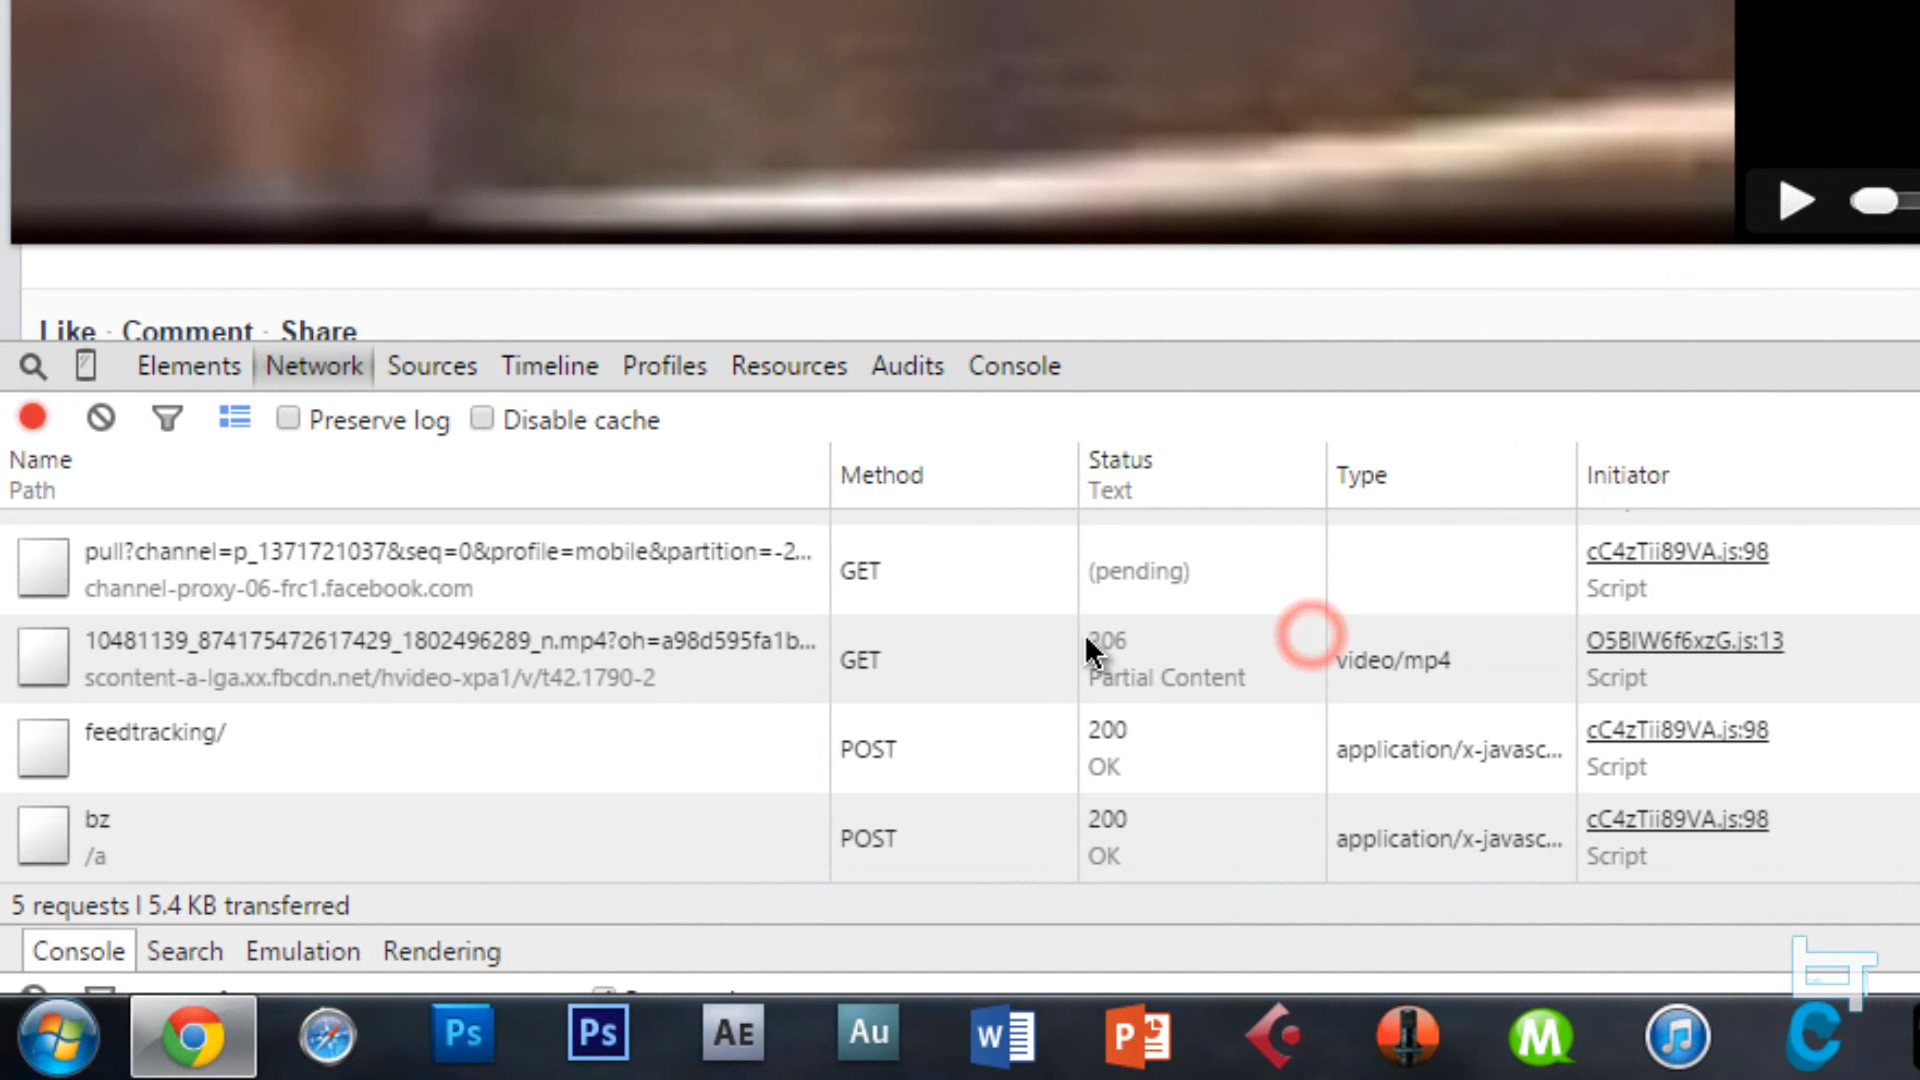 Like · Comment · Share
Elements Network Sources Timeline Profiles Resources Audits Console
Preserve log Disable cache
Name
Path
Method
Status
Text
Type
Initiator
pull?channel=p_1371721037&seq=0&profile=mobile&partition=-2...
channel-proxy-06-frc1.facebook.com
GET
(pending)
cC4zTii89VA.js:98
Script
10481139_874175472617429_1802496289_n.mp4?oh=a98d595fa1b...
scontent-a-lga.xx.fbcdn.net/hvideo-xpa1/v/t42.1790-2
GET
206
Partial Content
video/mp4
O5BIW6f6xzG.js:13
Script
feedtracking/
POST
200
OK
application/x-javasc...
cC4zTii89VA.js:98
Script
bz
/a
POST
200
OK
application/x-javasc...
cC4zTii89VA.js:98
Script
5 requests | 5.4 KB transferred
Console Search Emulation Rendering
Ps Ps Ae Au W P M